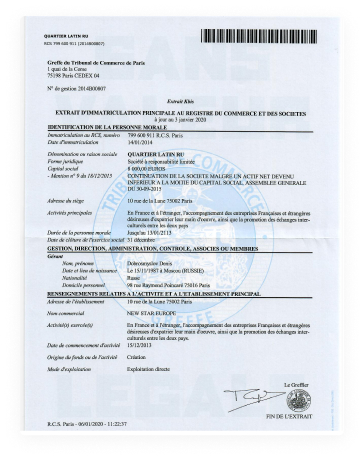 QUARTIER LATIN RU
RCS 799 600 911 (2014B00807)
Greffe du Tribunal de Commerce de Paris
1 quai de la Corse
75198 Paris CEDEX 04
N° de gestion 2014B00807
Extrait Kbis
EXTRAIT D'IMMATRICULATION PRINCIPALE AU REGISTRE DU COMMERCE ET DES SOCIETES
à jour au 3 janvier 2020
IDENTIFICATION DE LA PERSONNE MORALE
Immatriculation au RCS, numéro 799 600 911 R.C.S. Paris
Date d'immatriculation 14/01/2014
Dénomination ou raison sociale QUARTIER LATIN RU
Forme juridique Société à responsabilité limitée
Capital social 8 000,00 EUROS
- Mention n° 9 du 18/12/2015 CONTINUATION DE LA SOCIETE MALGRE UN ACTIF NET DEVENU
INFERIEUR A LA MOITIE DU CAPITAL SOCIAL. ASSEMBLEE GENERALE
DU 30-09-2015
Adresse du siège 10 rue de la Lune 75002 Paris
Activités principales En France et à l'étranger, l'accompagnement des entreprises Françaises et étrangères
désireuses d'expatrier leur main d'oeuvre, ainsi que la promotion des échanges inter-
culturels entre les deux pays
Durée de la personne morale Jusqu'au 13/01/2113
Date de clôture de l'exercice social 31 décembre
GESTION, DIRECTION, ADMINISTRATION, CONTROLE, ASSOCIES OU MEMBRES
Gérant
Nom, prénoms Denis
Date et lieu de naissance Le 15/11/1987 à Moscou (RUSSIE)
Nationalité Russe
Domicile personnel 98 rue Raymond Poincaré 75016 Paris
RENSEIGNEMENTS RELATIFS A L'ACTIVITE ET A L'ETABLISSEMENT PRINCIPAL
Adresse de l'établissement 10 rue de la Lune 75002 Paris
Nom commercial NEW STAR EUROPE
Activité(s) exercée(s) En France et à l'étranger, l'accompagnement des entreprises Françaises et étrangères
désireuses d'expatrier leur main d'oeuvre, ainsi que la promotion des échanges inter-
culturels entre les deux pays.
Date de commencement d'activité 15/12/2013
Origine du fonds ou de l'activité Création
Mode d'exploitation Exploitation directe
Le Greffier
FIN DE L'EXTRAIT
R.C.S. Paris - 06/01/2020 - 11:22:37